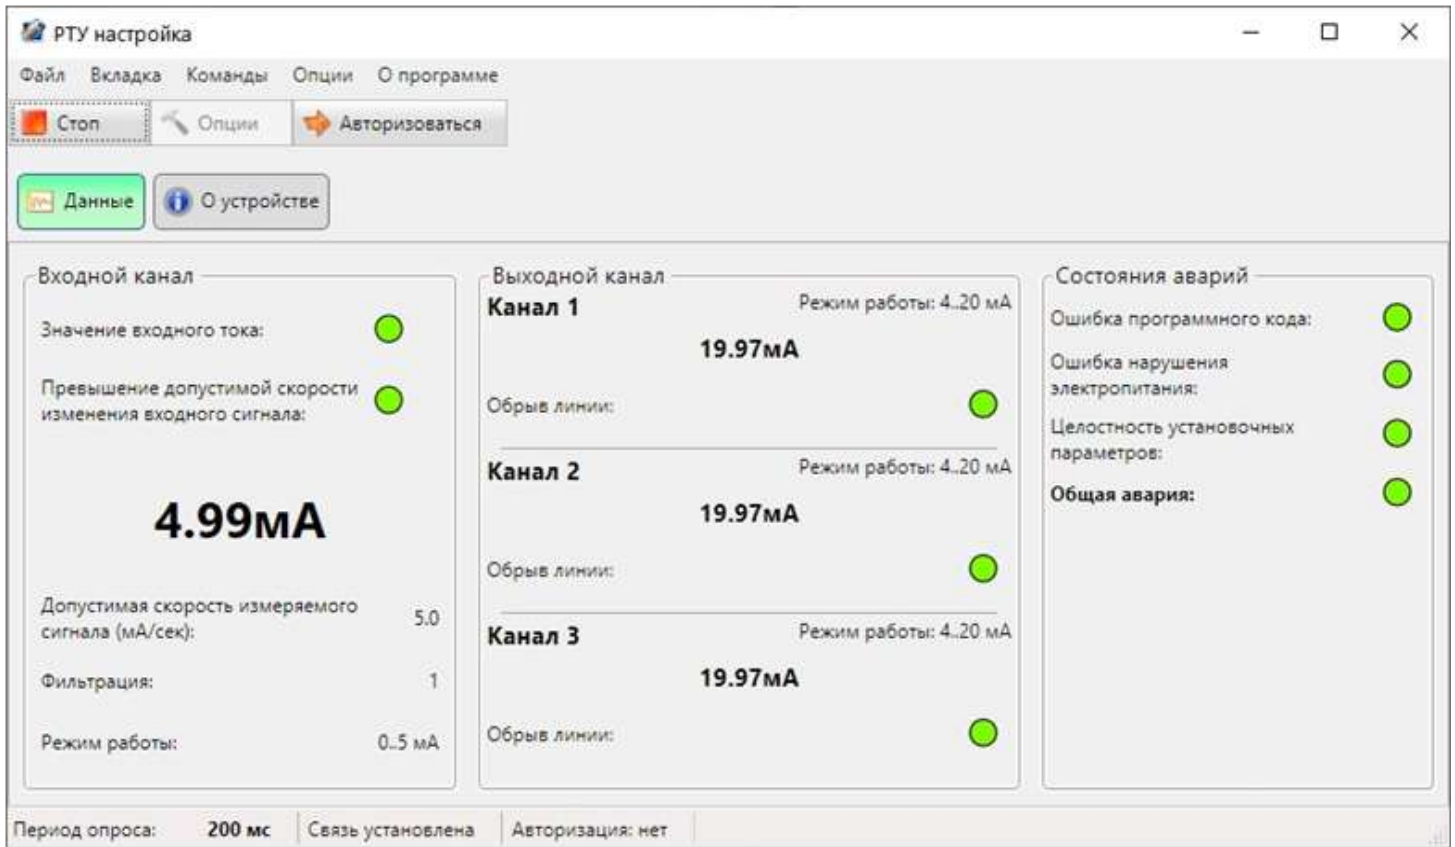 РТУ настройка
Файл Вкладка Команды Опции О программе
Стоп Опции Авторизоваться
Данные О устройстве
Входной канал
Значение входного тока:
Превышение допустимой скорости
изменения входного сигнала:
4.99мА
Допустимая скорость измеряемого
сигнала (мА/сек):
5.0
Фильтрация: 1
Режим работы: 0..5 мА
Выходной канал
Канал 1 Режим работы: 4..20 мА
19.97мА
Обрыв линии:
Канал 2 Режим работы: 4..20 мА
19.97мА
Обрыв линии:
Канал 3 Режим работы: 4..20 мА
19.97мА
Обрыв линии:
Состояния аварий
Ошибка программного кода:
Ошибка нарушения
электропитания:
Целостность установочных
параметров:
Общая авария:
Период опроса: 200 мс Связь установлена Авторизация: нет